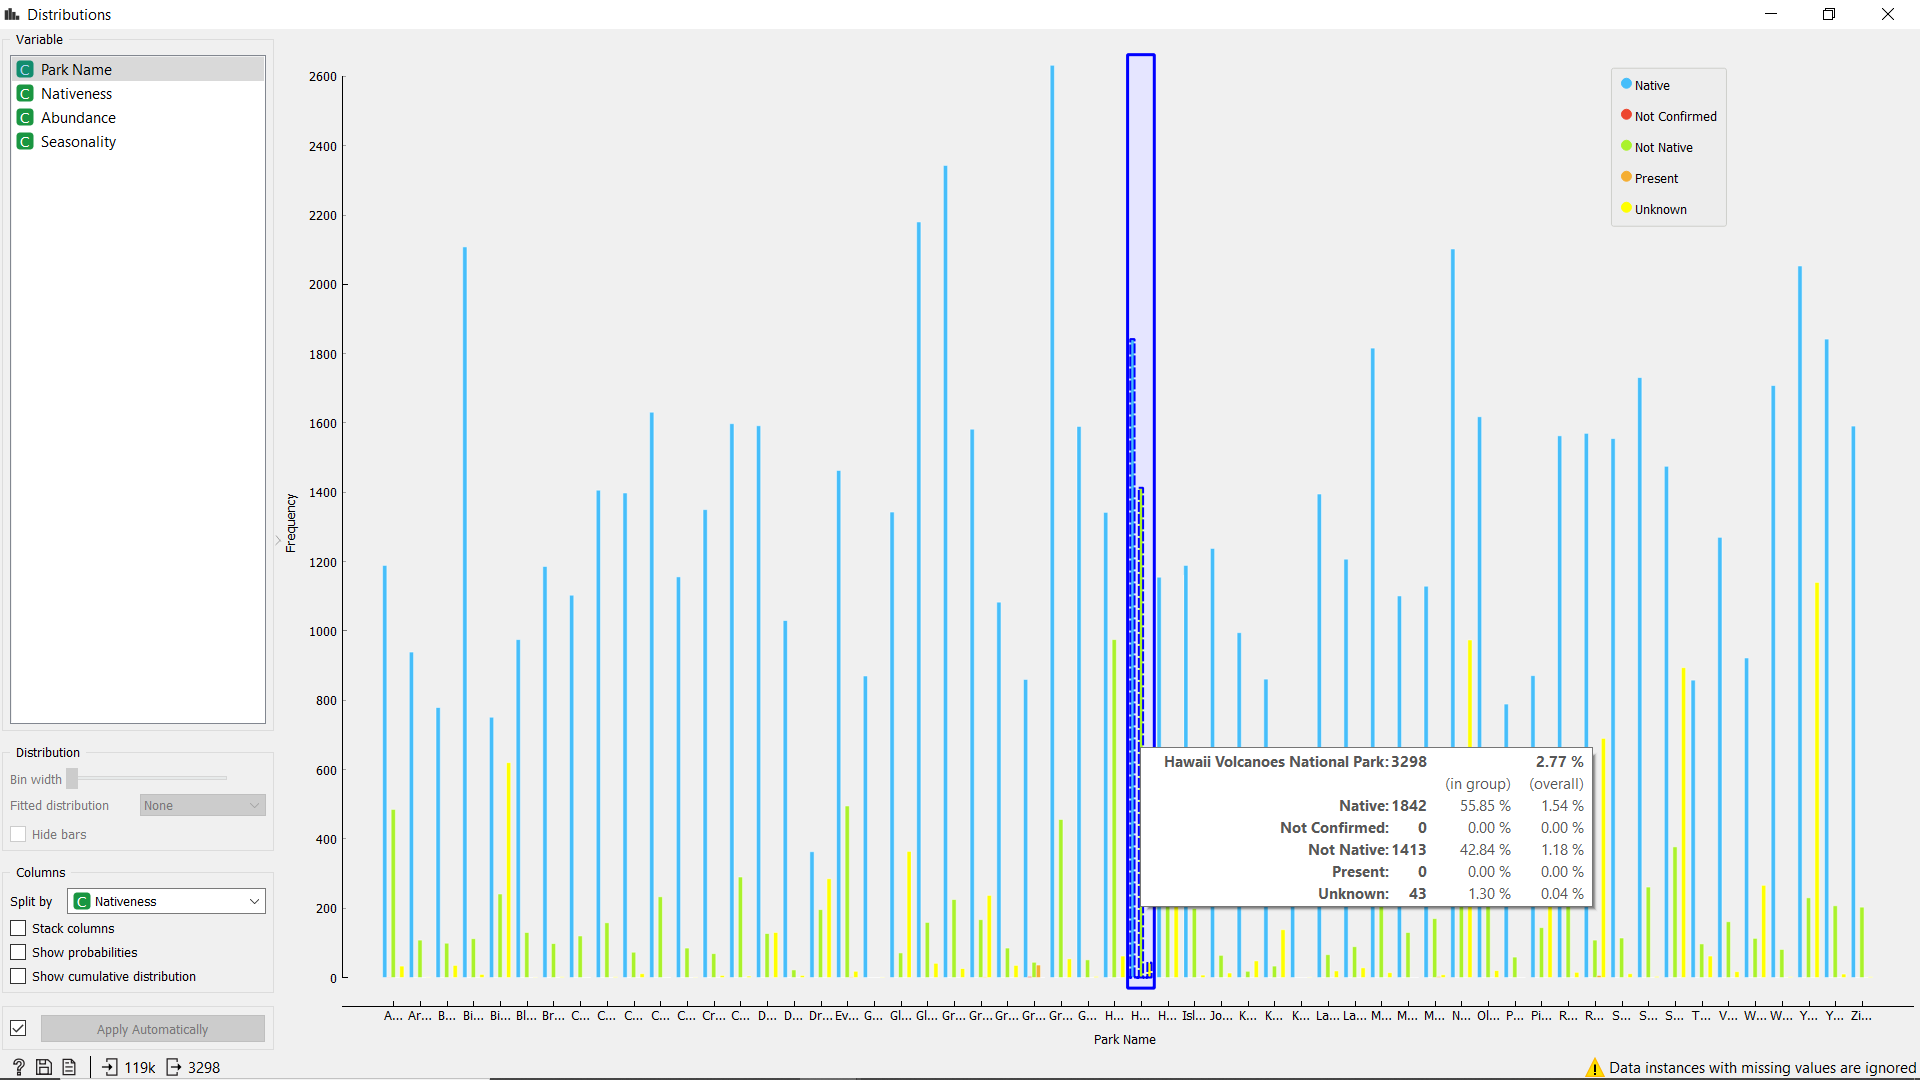 Distributions
Variable
C Park Name
C Nativeness
C Abundance
C Seasonality
Distribution
Bin width
Fitted distribution None
Hide bars
Columns
Split by C Nativeness
Stack columns
Show probabilities
Show cumulative distribution
Apply Automatically
? 119k 3298
Frequency
2600
2400
2200
2000
1800
1600
1400
1200
1000
800
600
400
200
0
Native
Not Confirmed
Not Native
Present
Unknown
Hawaii Volcanoes National Park: 3298 2.77 %
(in group) (overall)
Native: 1842 55.85 % 1.54 %
Not Confirmed: 0 0.00 % 0.00 %
Not Native: 1413 42.84 % 1.18 %
Present: 0 0.00 % 0.00 %
Unknown: 43 1.30 % 0.04 %
A... Ar... B... Bi... Bi... Bl... Br... C... C... C... C... C... Cr... C... D... D... Dr... Ev... G... Gl... Gl... Gr... Gr... Gr... Gr... Gr... G... H... H... H... Isl... Jo... K... K... K... La... La... M... M... M... N... Ol... P... Pi... R... R... S... S... S... T... V... W... W... Y... Y... Zi...
Park Name
Data instances with missing values are ignored